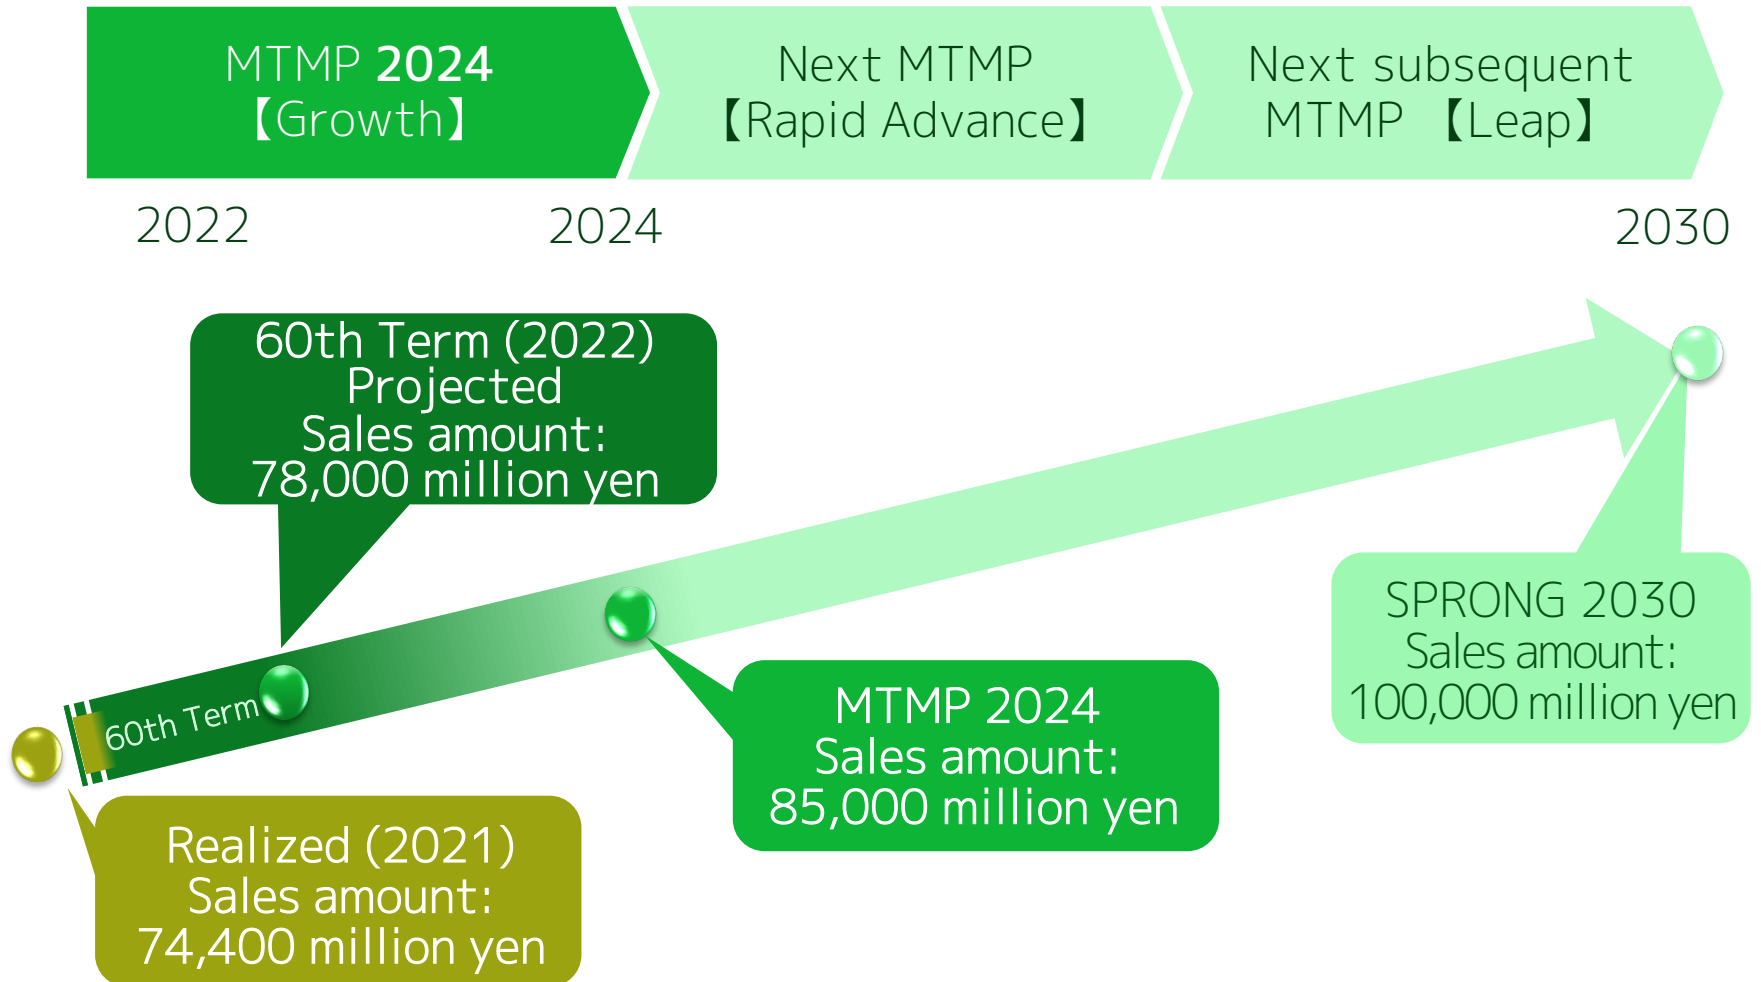 MTMP 2024
【Growth】
Next MTMP
【Rapid Advance】
Next subsequent
MTMP 【Leap】
2022
2024
2030
60th Term (2022)
Projected
Sales amount:
78,000 million yen
60th Term
SPRONG 2030
Sales amount:
100,000 million yen
MTMP 2024
Sales amount:
85,000 million yen
Realized (2021)
Sales amount:
74,400 million yen